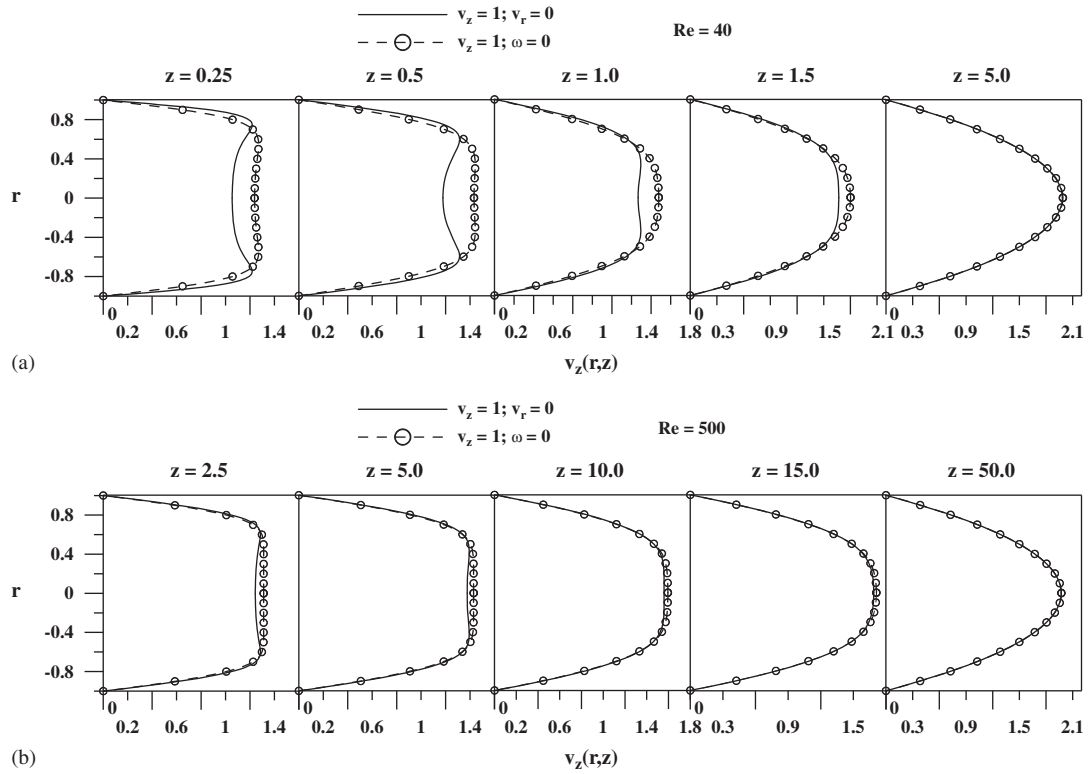 v_z = 1; v_r = 0
v_z = 1; ω = 0
Re = 40
z = 0.25 z = 0.5 z = 1.0 z = 1.5 z = 5.0
0.8
0.4
r 0
-0.4
-0.8
0 0 0 0 0
0.2 0.6 1 1.4 0.2 0.6 1 1.4 0.2 0.6 1 1.4 1.8 0.3 0.9 1.5 2.1 0.3 0.9 1.5 2.1
(a) v_z(r,z)
v_z = 1; v_r = 0
v_z = 1; ω = 0
Re = 500
z = 2.5 z = 5.0 z = 10.0 z = 15.0 z = 50.0
0.8
0.4
r 0
-0.4
-0.8
0 0 0 0 0
0.2 0.6 1 1.4 0.2 0.6 1 1.4 0.2 0.6 1 1.4 1.8 0.3 0.9 1.5 0.3 0.9 1.5 2.1
(b) v_z(r,z)